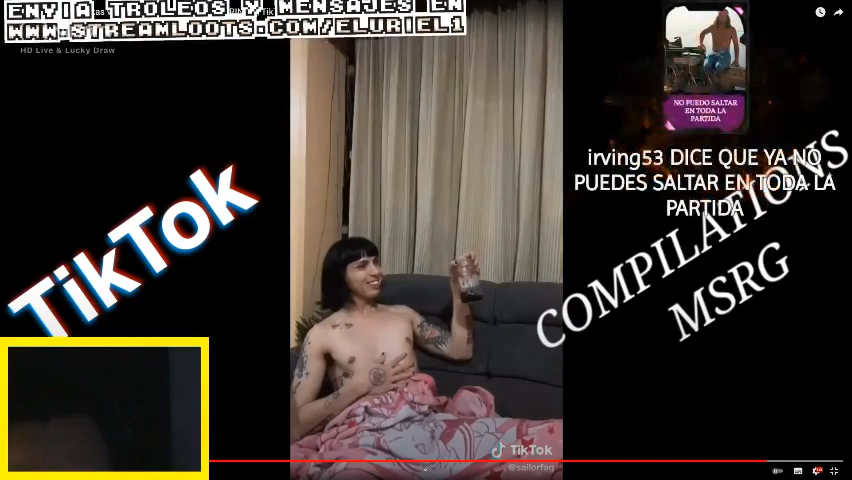 ENVIA TROLEOS Y MENSAJES EN
WWW.STREAMLOOTS.COM/ELURIEL1
HD Live & Lucky Draw
NO PUEDO SALTAR
EN TODA LA
PARTIDA
irving53 DICE QUE YA NO
PUEDES SALTAR EN TODA LA
PARTIDA
TikTok
COMPILATIONS
MSRG
TikTok
@sailorfag